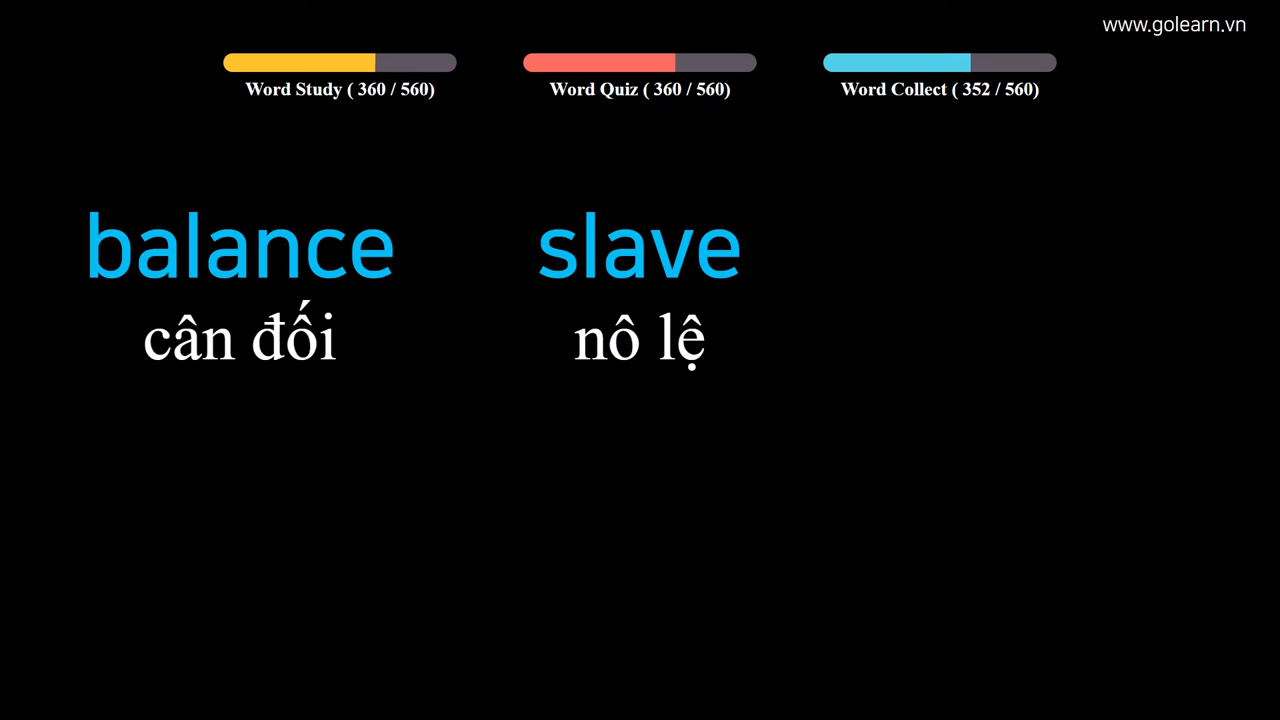 www.golearn.vn
Word Study ( 360 / 560)
Word Quiz ( 360 / 560)
Word Collect ( 352 / 560)
balance
cân đối
slave
nô lệ